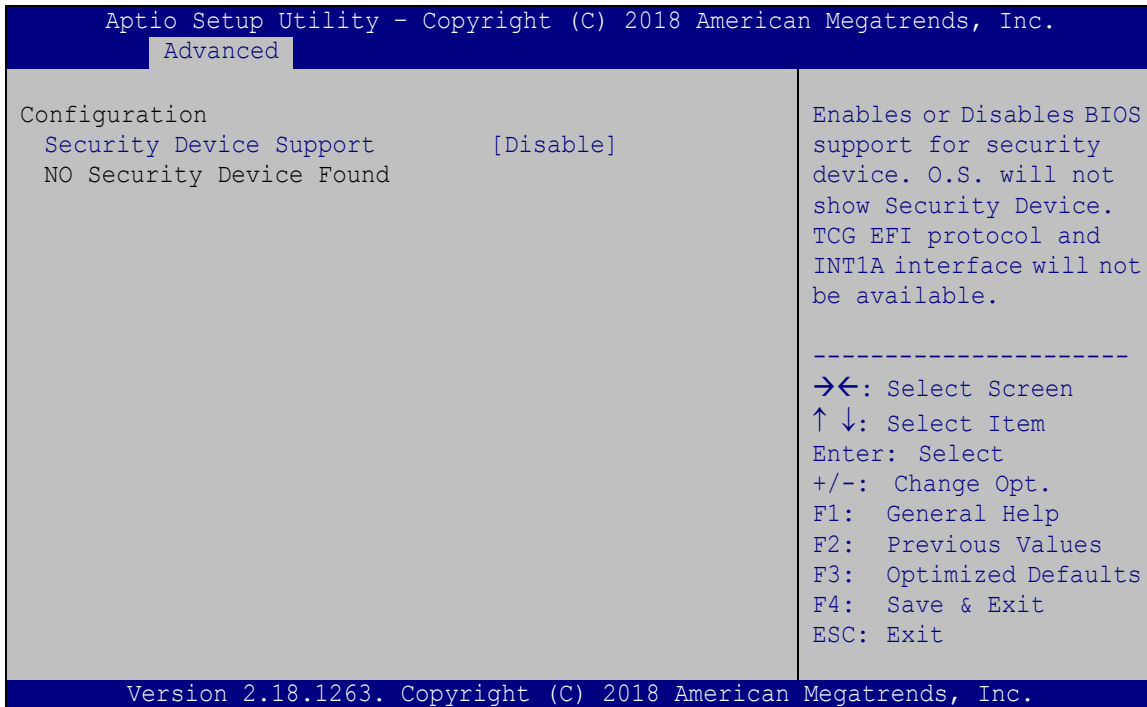 Aptio Setup Utility – Copyright (C) 2018 American Megatrends, Inc.
Advanced
Configuration
Security Device Support [Disable]
NO Security Device Found
Enables or Disables BIOS
support for security
device. O.S. will not
show Security Device.
TCG EFI protocol and
INT1A interface will not
be available.
----------------------
→←: Select Screen
↑ ↓: Select Item
Enter: Select
+/-: Change Opt.
F1: General Help
F2: Previous Values
F3: Optimized Defaults
F4: Save & Exit
ESC: Exit
Version 2.18.1263. Copyright (C) 2018 American Megatrends, Inc.